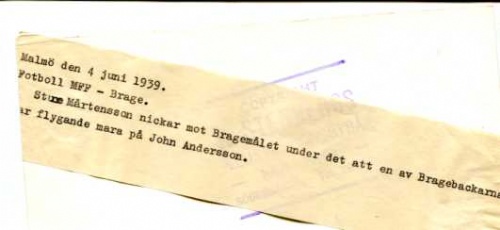 Malmö den 4 juni 1939.
Fotboll MFF - Brage.
Sture Mårtensson nickar mot Bragemålet under det att en av Bragebackarna
ar flygande mara på John Andersson.